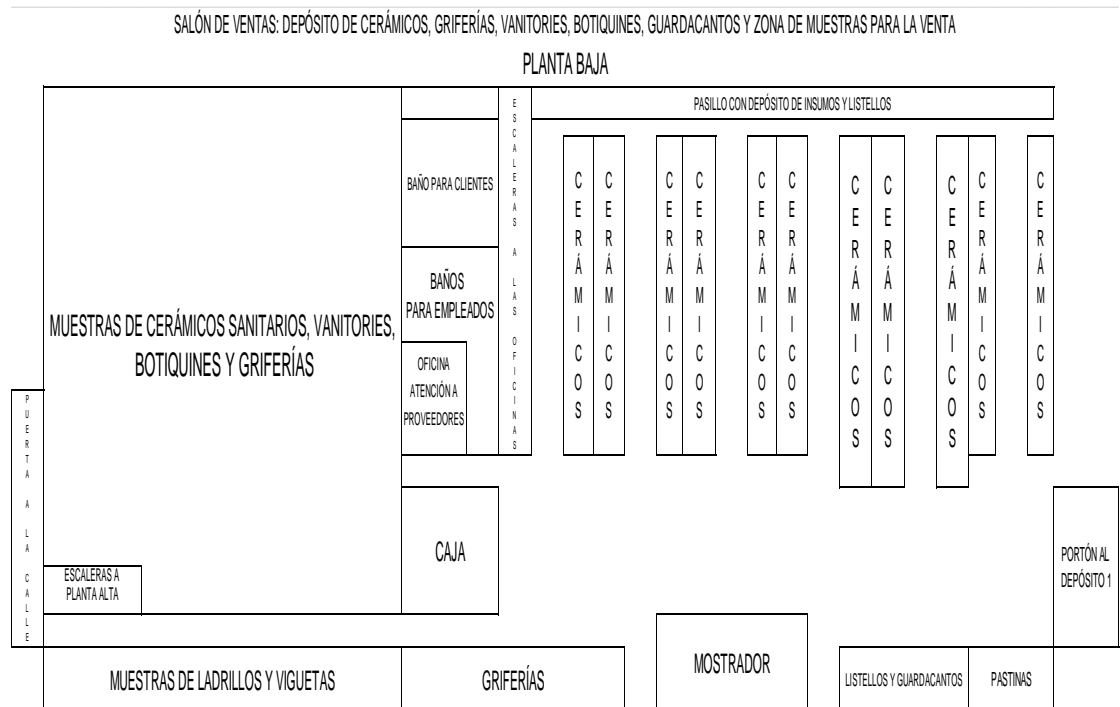 SALÓN DE VENTAS: DEPÓSITO DE CERÁMICOS, GRIFERÍAS, VANITORIES, BOTIQUINES, GUARDACANTOS Y ZONA DE MUESTRAS PARA LA VENTA
PLANTA BAJA
PASILLO CON DEPÓSITO DE INSUMOS Y LISTELLOS
ESCALERAS A LAS OFICINAS
BAÑO PARA CLIENTES
BAÑOS
PARA EMPLEADOS
OFICINA
ATENCIÓN A
PROVEEDORES
MUESTRAS DE CERÁMICOS SANITARIOS, VANITORIES,
BOTIQUINES Y GRIFERÍAS
CERÁMICOS
CERÁMICOS
CERÁMICOS
CERÁMICOS
CERÁMICOS
CERÁMICOS
CERÁMICOS
CERÁMICOS
CERÁMICOS
CERÁMICOS
CERÁMICOS
PUERTA A LA CALLE
CAJA
PORTÓN AL
DEPÓSITO 1
ESCALERAS A
PLANTA ALTA
MUESTRAS DE LADRILLOS Y VIGUETAS
GRIFERÍAS
MOSTRADOR
LISTELLOS Y GUARDACANTOS
PASTINAS